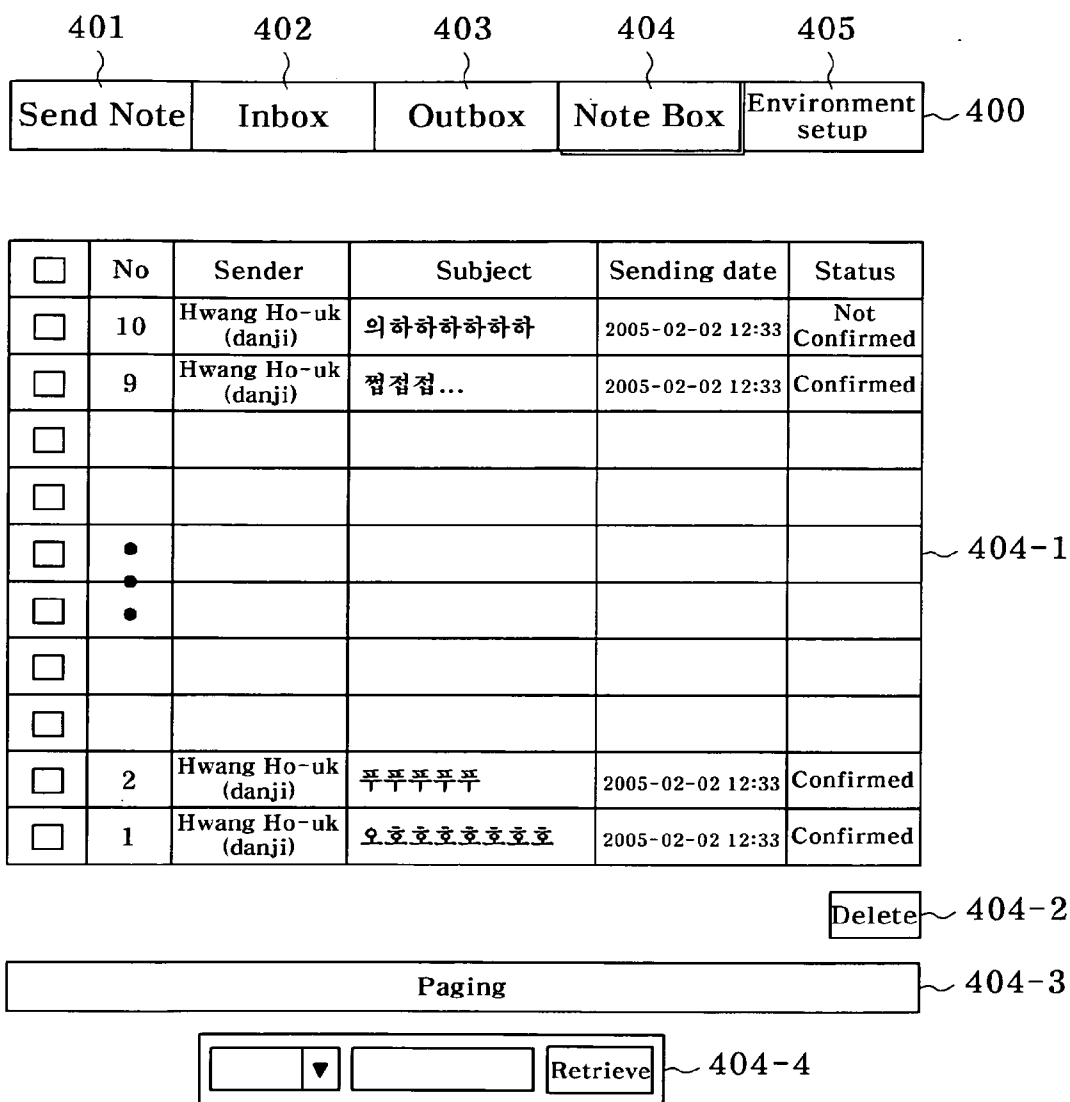 401 402 403 404 405
Send Note Inbox Outbox Note Box Environment setup 400
No Sender Subject Sending date Status
10 Hwang Ho-uk (danji) 의하하하하하하 2005-02-02 12:33 Not Confirmed
9 Hwang Ho-uk (danji) 쩝접접... 2005-02-02 12:33 Confirmed
404-1
2 Hwang Ho-uk (danji) 푸푸푸푸푸 2005-02-02 12:33 Confirmed
1 Hwang Ho-uk (danji) 오호호호호호호호 2005-02-02 12:33 Confirmed
Delete 404-2
Paging 404-3
Retrieve 404-4